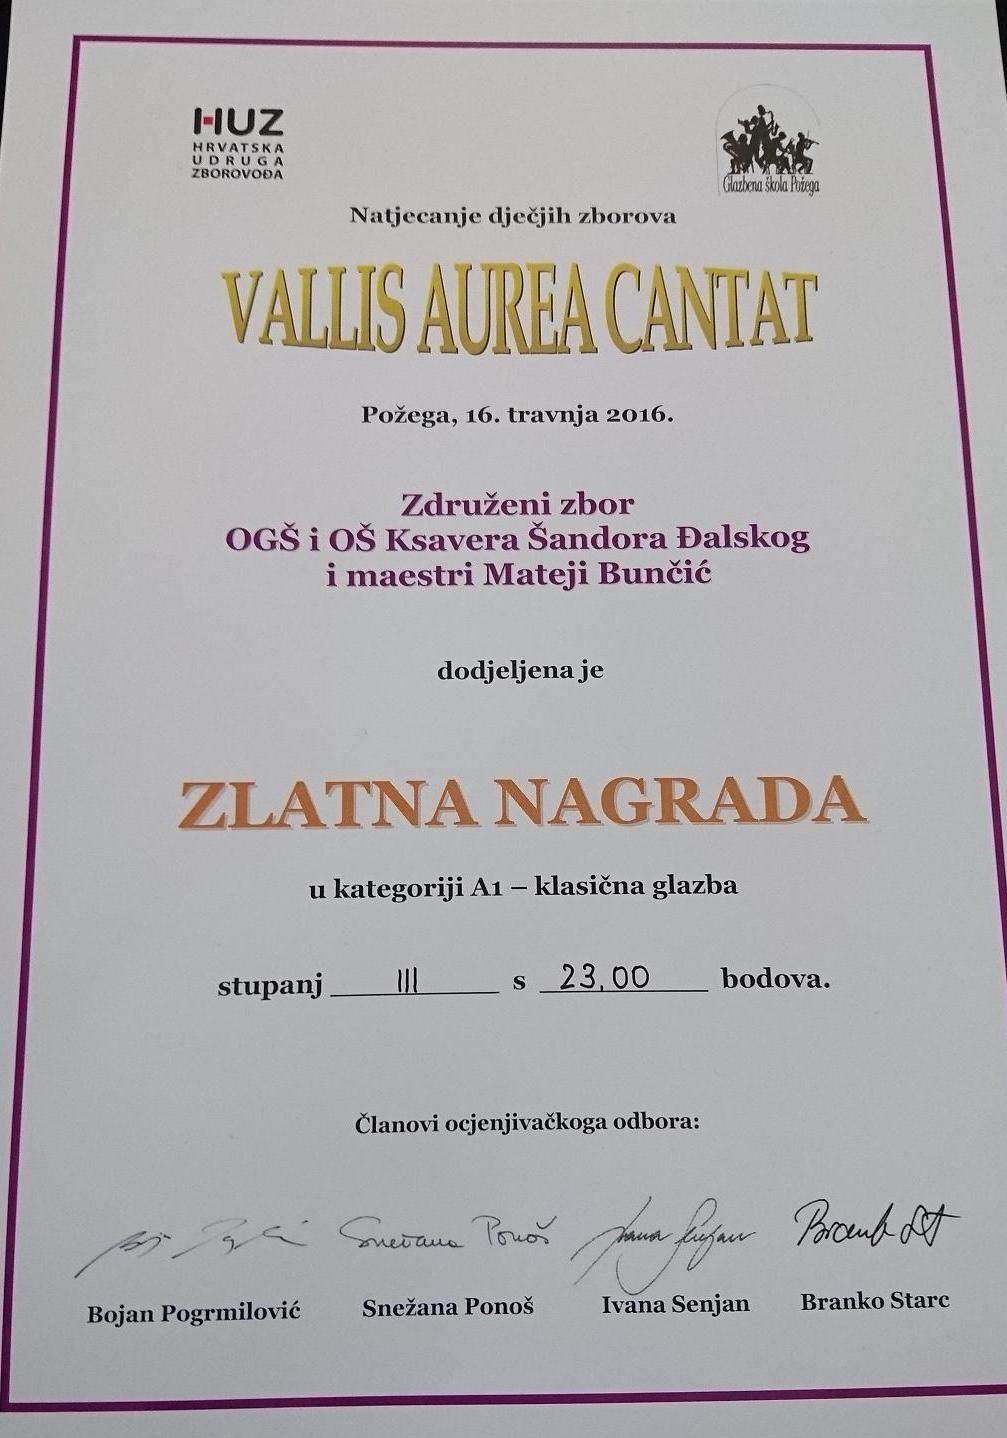 HUZ
HRVATSKA
UDRUGA
ZBOROVOĐA
Glazbena škola Požega
Natjecanje dječjih zborova
VALLIS AUREA CANTAT
Požega, 16. travnja 2016.
Združeni zbor
OGŠ i OŠ Ksavera Šandora Đalskog
i maestri Mateji Bunčić
dodjeljena je
ZLATNA NAGRADA
u kategoriji A1 – klasična glazba
stupanj III s 23,00 bodova.
Članovi ocjenjivačkoga odbora:
Snežana Ponoš
Bojan Pogrmilović Snežana Ponoš Ivana Senjan Branko Starc